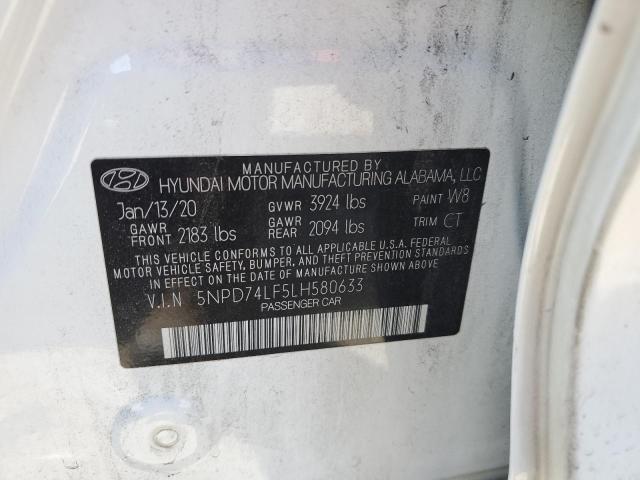 MANUFACTURED BY
HYUNDAI MOTOR MANUFACTURING ALABAMA, LLC
Jan/13/20 GVWR 3924 lbs PAINT W8
GAWR FRONT 2183 lbs GAWR REAR 2094 lbs TRIM CT
THIS VEHICLE CONFORMS TO ALL APPLICABLE U.S.A. FEDERAL
MOTOR VEHICLE SAFETY, BUMPER, AND THEFT PREVENTION STANDARDS
IN EFFECT ON THE DATE OF MANUFACTURE SHOWN ABOVE.
V.I.N 5NPD74LF5LH580633
PASSENGER CAR